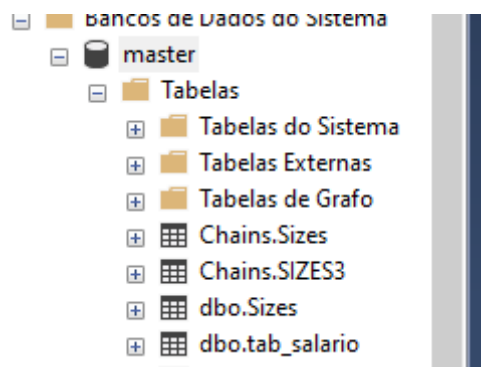 Bancos de Dados do Sistema
master
Tabelas
Tabelas do Sistema
Tabelas Externas
Tabelas de Grafo
Chains.Sizes
Chains.SIZES3
dbo.Sizes
dbo.tab_salario